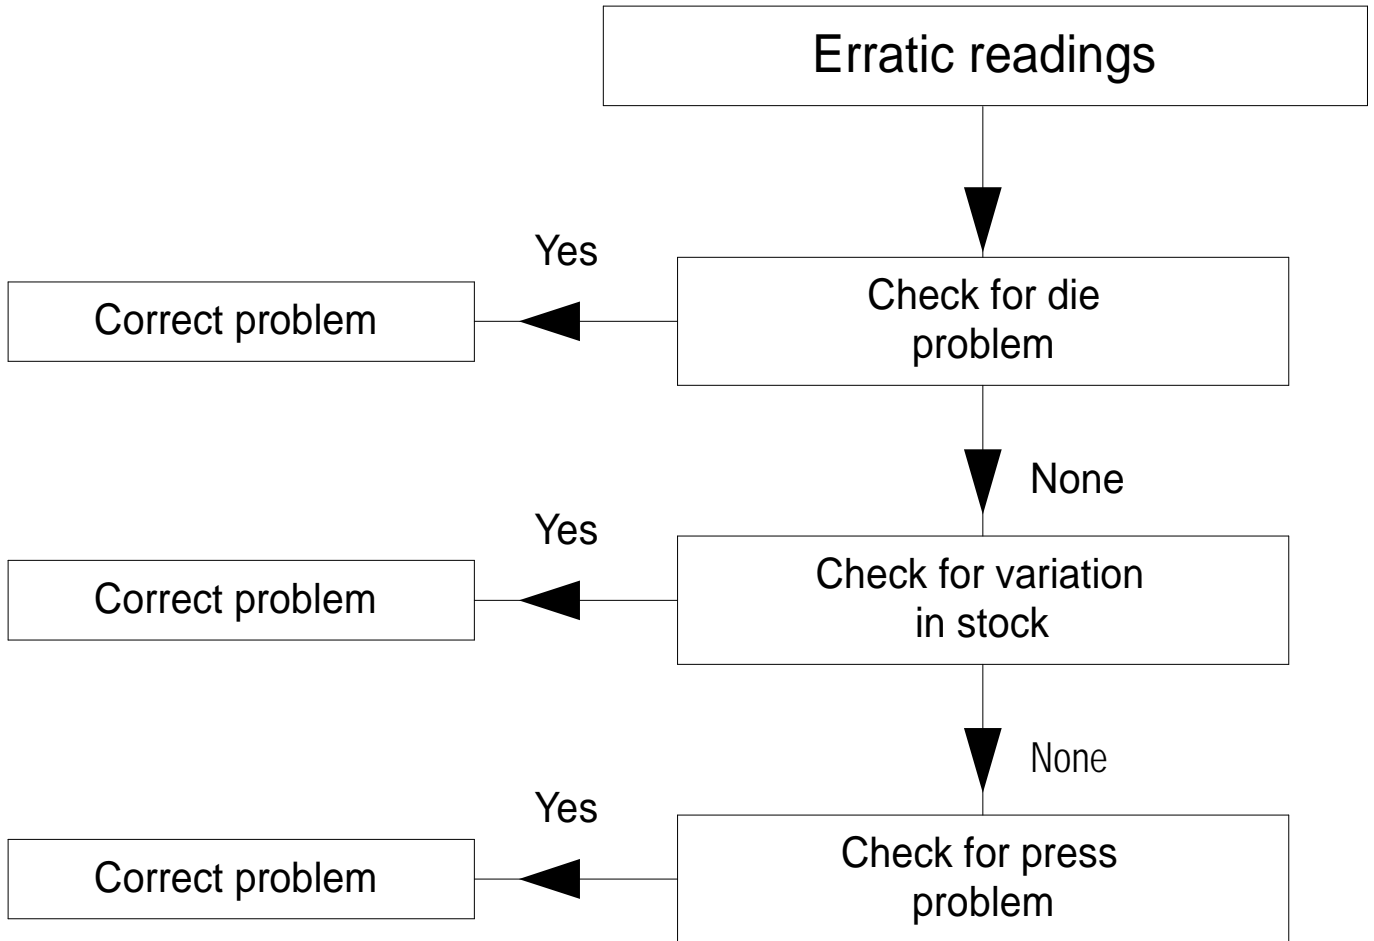 Erratic readings
Yes
Check for die
problem
Correct problem
None
Yes
Check for variation
in stock
Correct problem
None
Yes
Check for press
problem
Correct problem